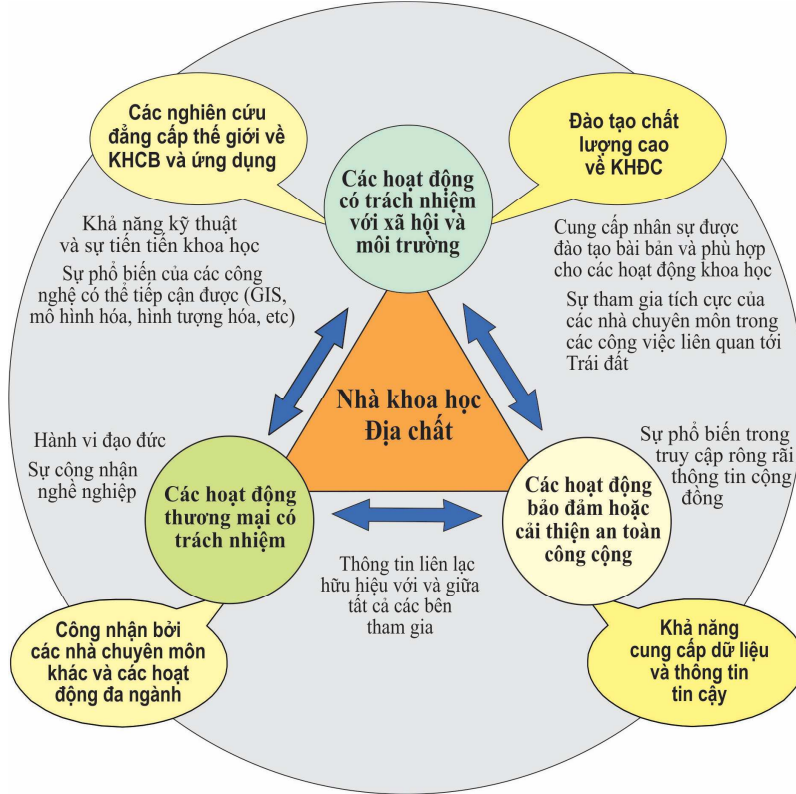 Các nghiên cứu
đẳng cấp thế giới về
KHCB và ứng dụng
Đào tạo chất
lượng cao
về KHĐC
Các hoạt động
có trách nhiệm
với xã hội và
môi trường
Khả năng kỹ thuật
và sự tiến tiến khoa học
Sự phổ biến của các công
nghệ có thể tiếp cận được (GIS,
mô hình hóa, hình tượng hóa, etc)
Cung cấp nhân sự được
đào tạo bài bản và phù hợp
cho các hoạt động khoa học
Sự tham gia tích cực của
các nhà chuyên môn trong
các công việc liên quan tới
Trái đất
Nhà khoa học
Địa chất
Hành vi đạo đức
Sự công nhận
nghề nghiệp
Các hoạt động
thương mại có
trách nhiệm
Các hoạt động
bảo đảm hoặc
cải thiện an toàn
công cộng
Sự phổ biến trong
truy cập rông rãi
thông tin cộng
đồng
Thông tin liên lạc
hữu hiệu với và giữa
tất cả các bên
tham gia
Công nhận bởi
các nhà chuyên môn
khác và các hoạt
động đa ngành
Khả năng
cung cấp dữ liệu
và thông tin
tin cậy